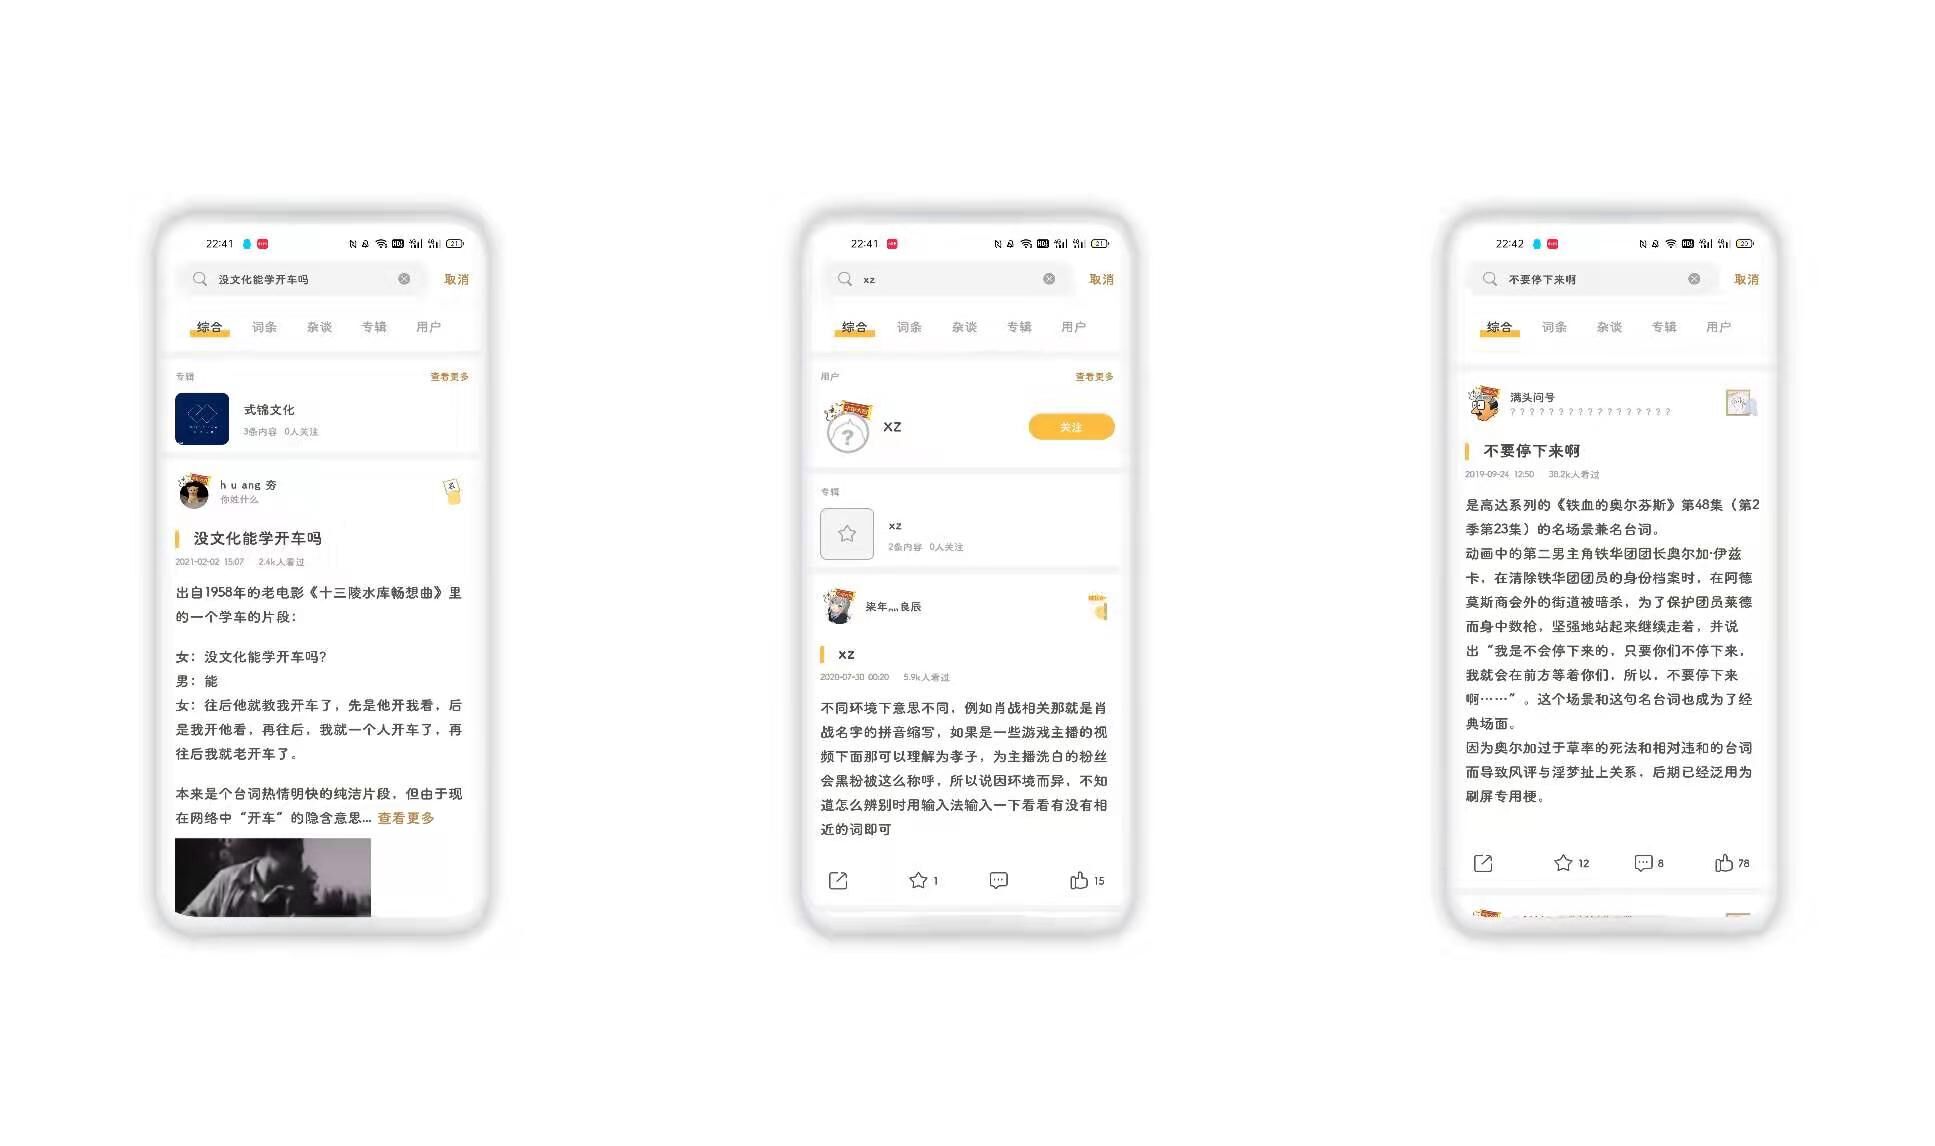 22:41
21
没文化能学开车吗
取消
综合 词条 杂谈 专辑 用户
专辑 查看更多
式锦文化
3条内容 0人关注
h u ang 夯
你姓什么
没文化能学开车吗
2021-02-02 15:07 2.4k人看过
出自1958年的老电影《十三陵水库畅想曲》里
的一个学车的片段：
女：没文化能学开车吗？
男：能
女：往后他就教我开车了，先是他开我看，后
是我开他看，再往后，我就一个人开车了，再
往后我就老开车了。
本来是个台词热情明快的纯洁片段，但由于现
在网络中“开车”的隐含意思... 查看更多
22:41
21
xz
取消
综合 词条 杂谈 专辑 用户
用户 查看更多
XZ
关注
专辑
xz
2条内容 0人关注
柒年灬良辰
xz
2020-07-30 00:20 5.9k人看过
不同环境下意思不同，例如肖战相关那就是肖
战名字的拼音缩写，如果是一些游戏主播的视
频下面那可以理解为孝子，为主播洗白的粉丝
会黑粉被这么称呼，所以说因环境而异，不知
道怎么辨别时用输入法输入一下看看有没有相
近的词即可
1 15
22:42
20
不要停下来啊
取消
综合 词条 杂谈 专辑 用户
满头问号
？？？？？？？？？？？？？？？？？
不要停下来啊
2019-09-24 12:50 38.2k人看过
是高达系列的《铁血的奥尔芬斯》第48集（第2
季第23集）的名场景兼名台词。
动画中的第二男主角铁华团团长奥尔加·伊兹
卡，在清除铁华团团员的身份档案时，在阿德
莫斯商会外的街道被暗杀，为了保护团员莱德
而身中数枪，坚强地站起来继续走着，并说
出“我是不会停下来的，只要你们不停下来，
我就会在前方等着你们，所以，不要停下来
啊……”。这个场景和这句名台词也成为了经
典场面。
因为奥尔加过于草率的死法和相对违和的台词
而导致风评与淫梦扯上关系，后期已经泛用为
刷屏专用梗。
12 8 78